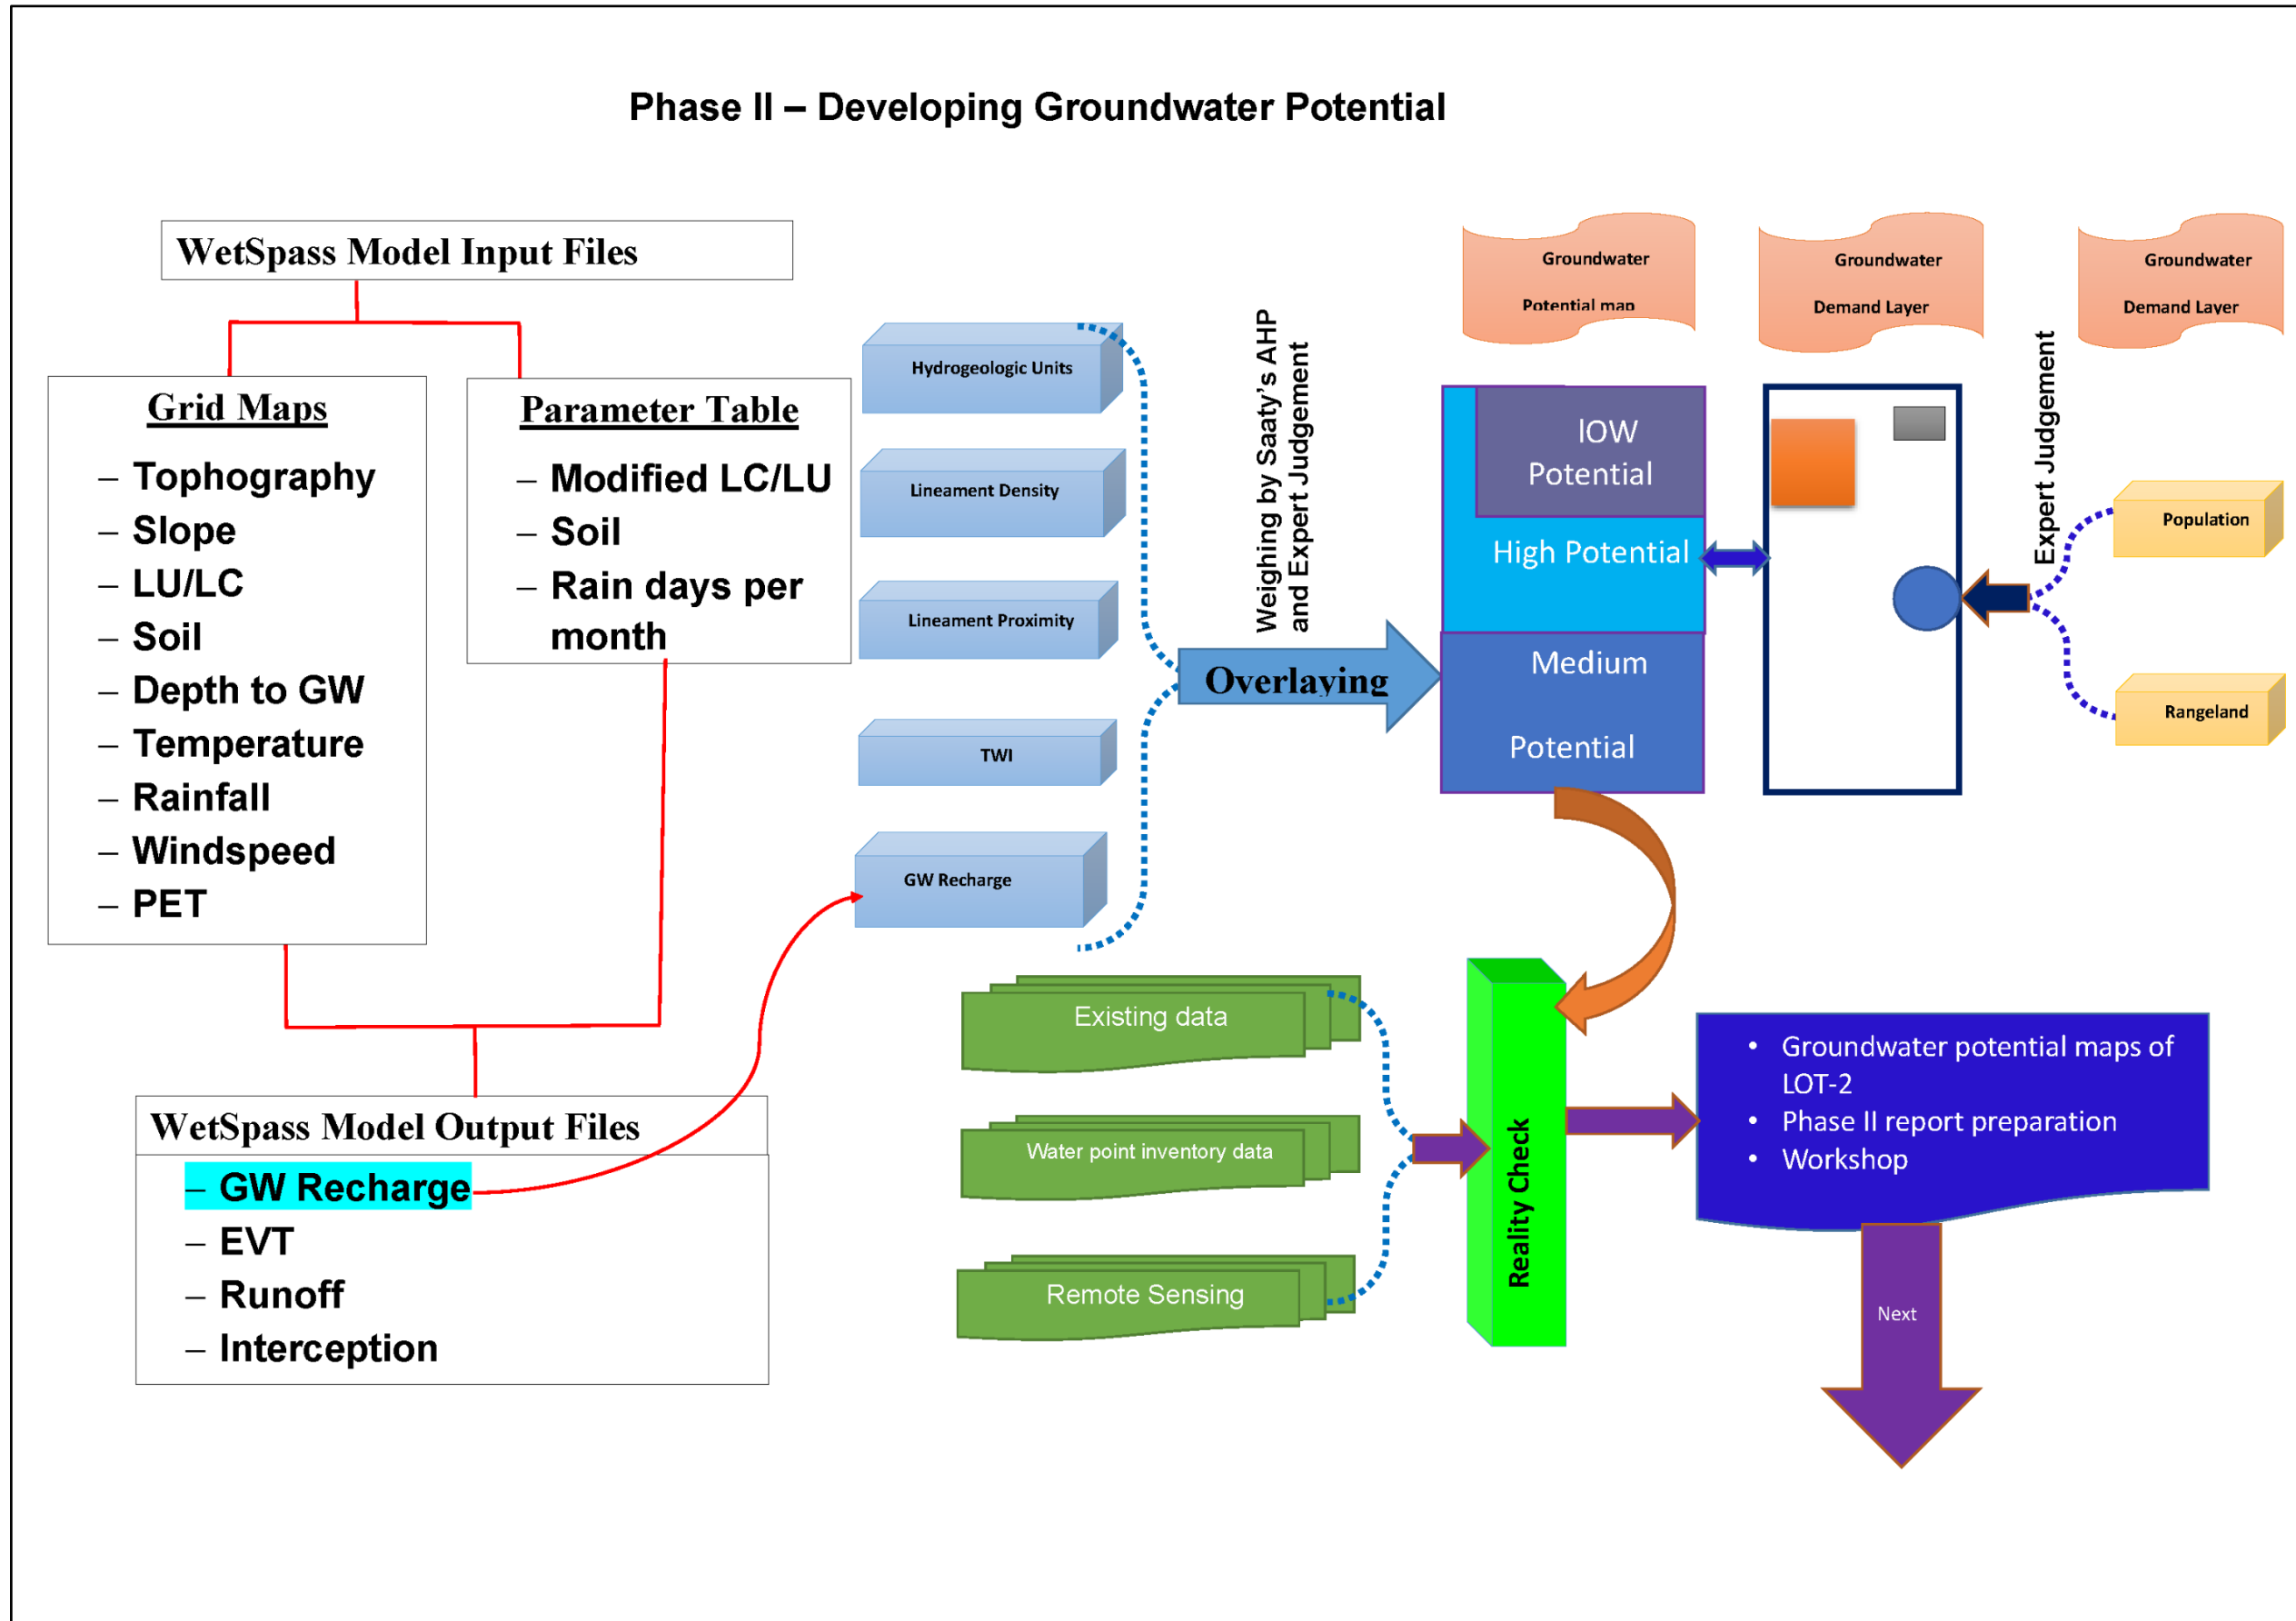 Phase II – Developing Groundwater Potential
WetSpass Model Input Files
Grid Maps
– Tophography
– Slope
– LU/LC
– Soil
– Depth to GW
– Temperature
– Rainfall
– Windspeed
– PET
Parameter Table
– Modified LC/LU
– Soil
– Rain days per
month
WetSpass Model Output Files
– GW Recharge
– EVT
– Runoff
– Interception
Hydrogeologic Units
Lineament Density
Lineament Proximity
TWI
GW Recharge
Weighing by Saaty's AHP
and Expert Judgement
Overlaying
Groundwater
Potential map
Groundwater
Demand Layer
Groundwater
Demand Layer
lOW
Potential
High Potential
Medium
Potential
Expert Judgement
Population
Rangeland
Existing data
Water point inventory data
Remote Sensing
Reality Check
• Groundwater potential maps of
LOT-2
• Phase II report preparation
• Workshop
Next